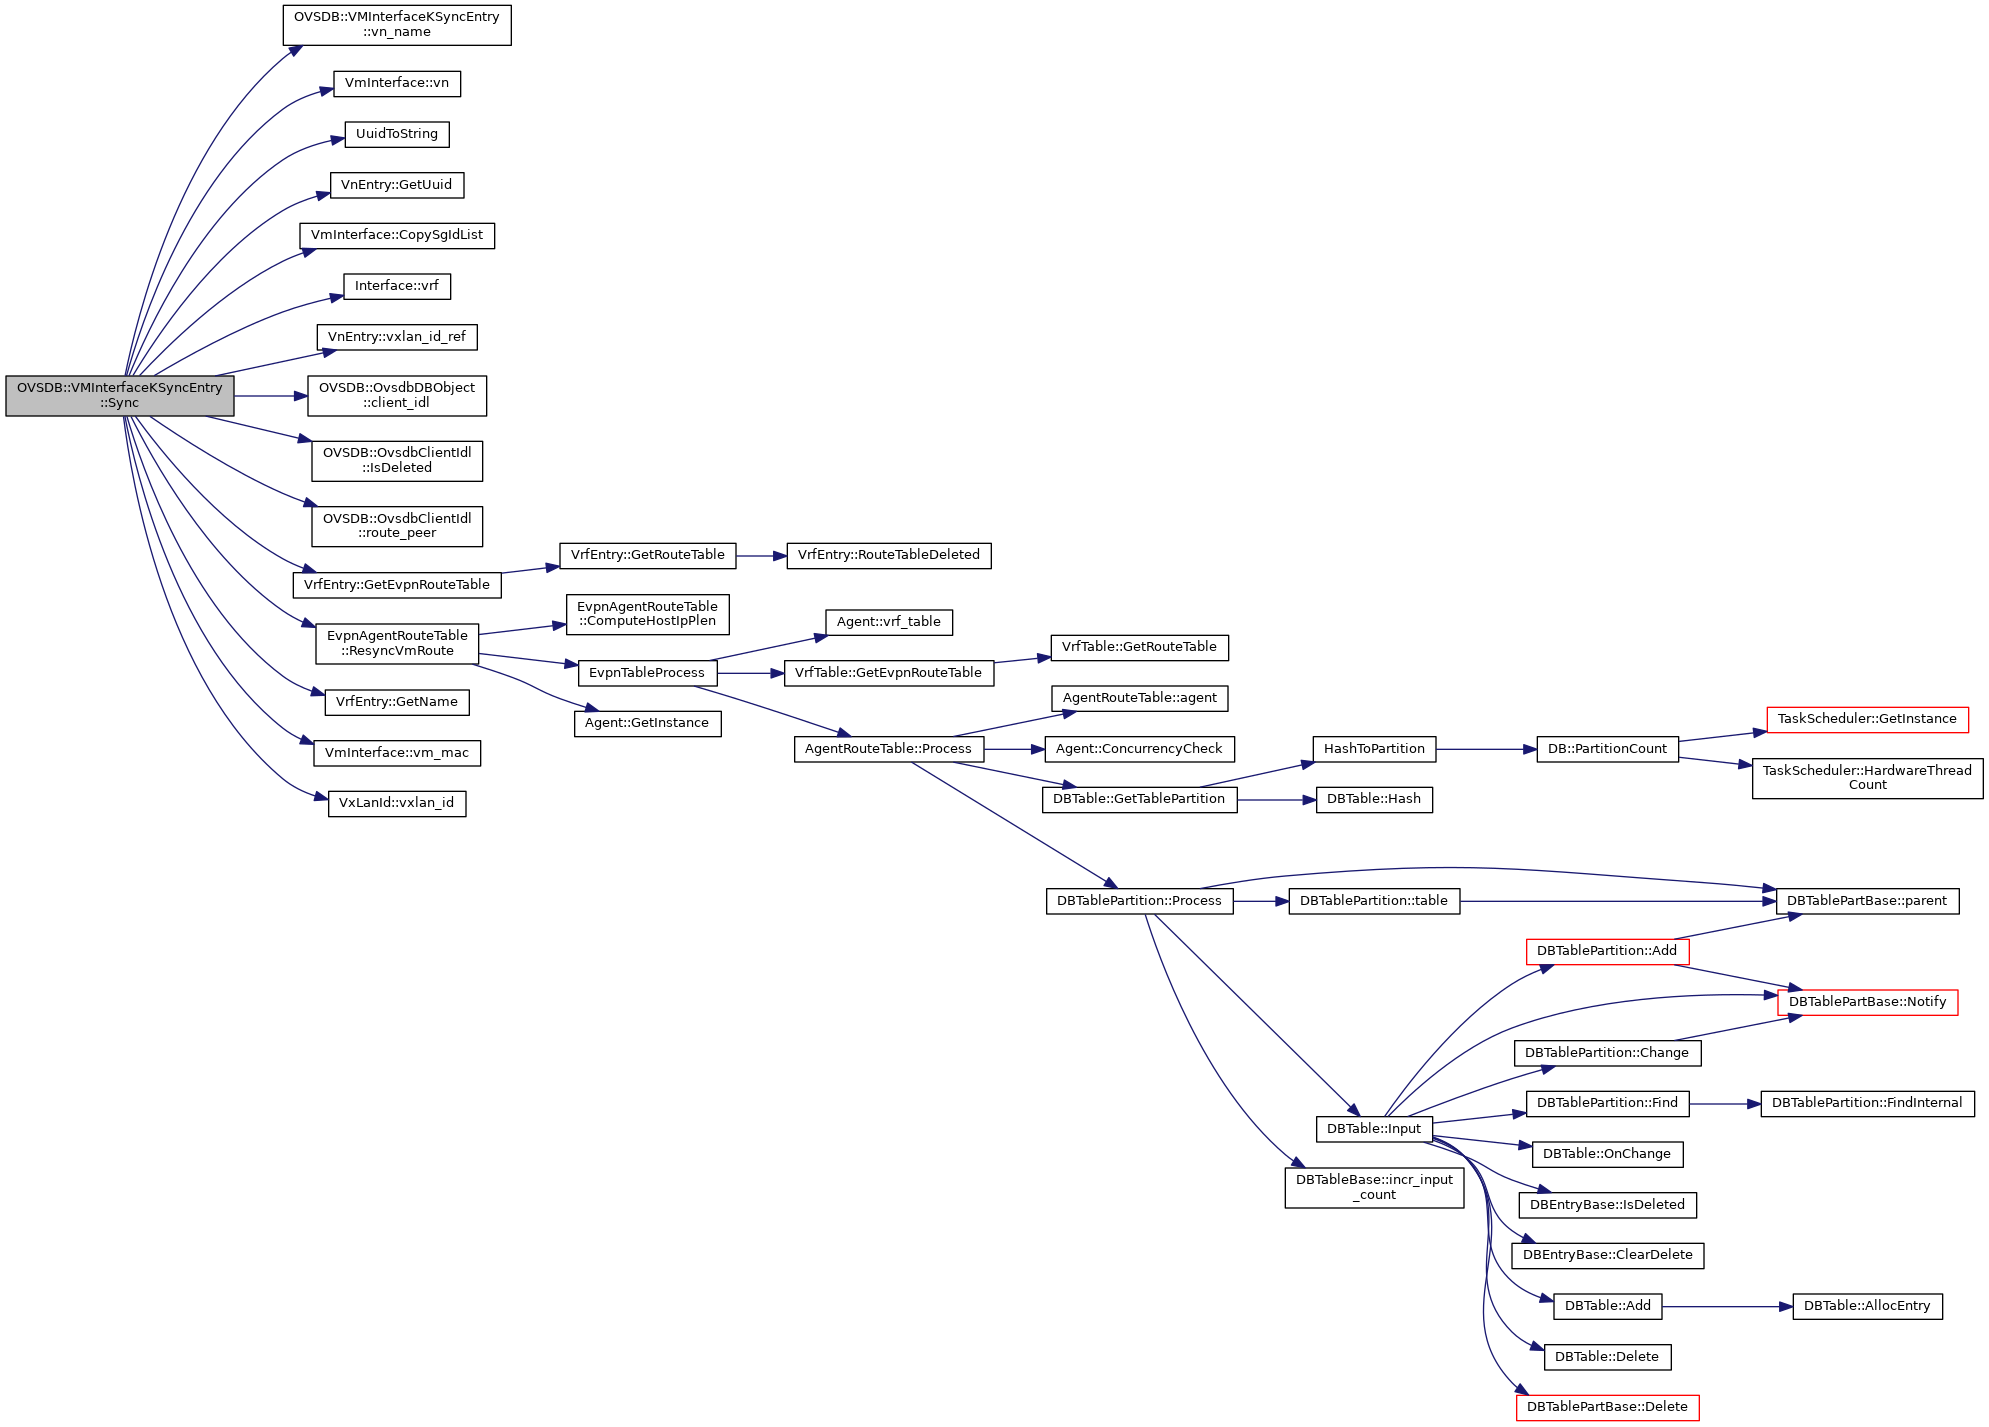 OVSDB::VMInterfaceKSyncEntry
::Sync
OVSDB::VMInterfaceKSyncEntry
::vn_name
VmInterface::vn
UuidToString
VnEntry::GetUuid
VmInterface::CopySgIdList
Interface::vrf
VnEntry::vxlan_id_ref
OVSDB::OvsdbDBObject
::client_idl
OVSDB::OvsdbClientIdl
::IsDeleted
OVSDB::OvsdbClientIdl
::route_peer
VrfEntry::GetEvpnRouteTable
EvpnAgentRouteTable
::ResyncVmRoute
VrfEntry::GetName
VmInterface::vm_mac
VxLanId::vxlan_id
VrfEntry::GetRouteTable
VrfEntry::RouteTableDeleted
EvpnAgentRouteTable
::ComputeHostIpPlen
EvpnTableProcess
Agent::GetInstance
Agent::vrf_table
VrfTable::GetEvpnRouteTable
AgentRouteTable::Process
VrfTable::GetRouteTable
AgentRouteTable::agent
Agent::ConcurrencyCheck
DBTable::GetTablePartition
DBTablePartition::Process
HashToPartition
DBTable::Hash
DB::PartitionCount
TaskScheduler::GetInstance
TaskScheduler::HardwareThread
Count
DBTablePartition::table
DBTablePartBase::parent
DBTable::Input
DBTableBase::incr_input
_count
DBTablePartition::Add
DBTablePartBase::Notify
DBTablePartition::Change
DBTablePartition::Find
DBTablePartition::FindInternal
DBTable::OnChange
DBEntryBase::IsDeleted
DBEntryBase::ClearDelete
DBTable::Add
DBTable::AllocEntry
DBTable::Delete
DBTablePartBase::Delete